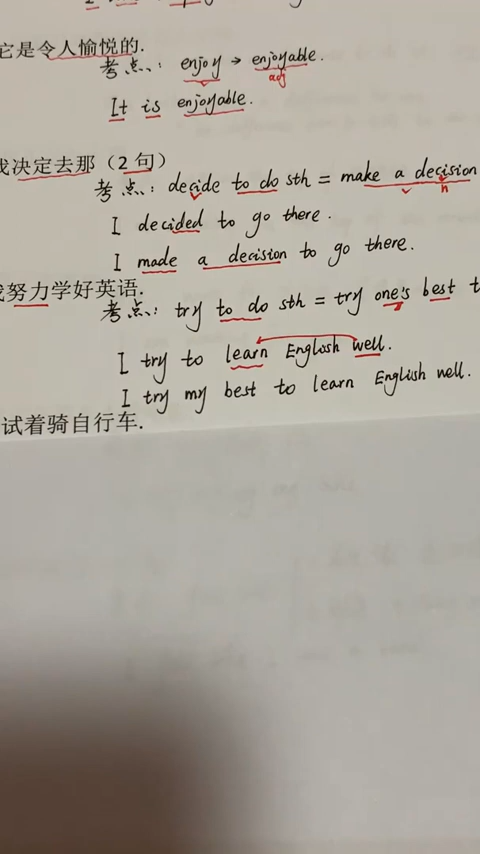 它是令人愉悦的.
考点: enjoy → enjoyable.
adj
It is enjoyable.
我决定去那（2 句）
考点: decide to do sth = make a decision
n
I decided to go there.
I made a decision to go there.
我努力学好英语.
考点: try to do sth = try one's best t
I try to learn English well.
I try my best to learn English well.
试着骑自行车.